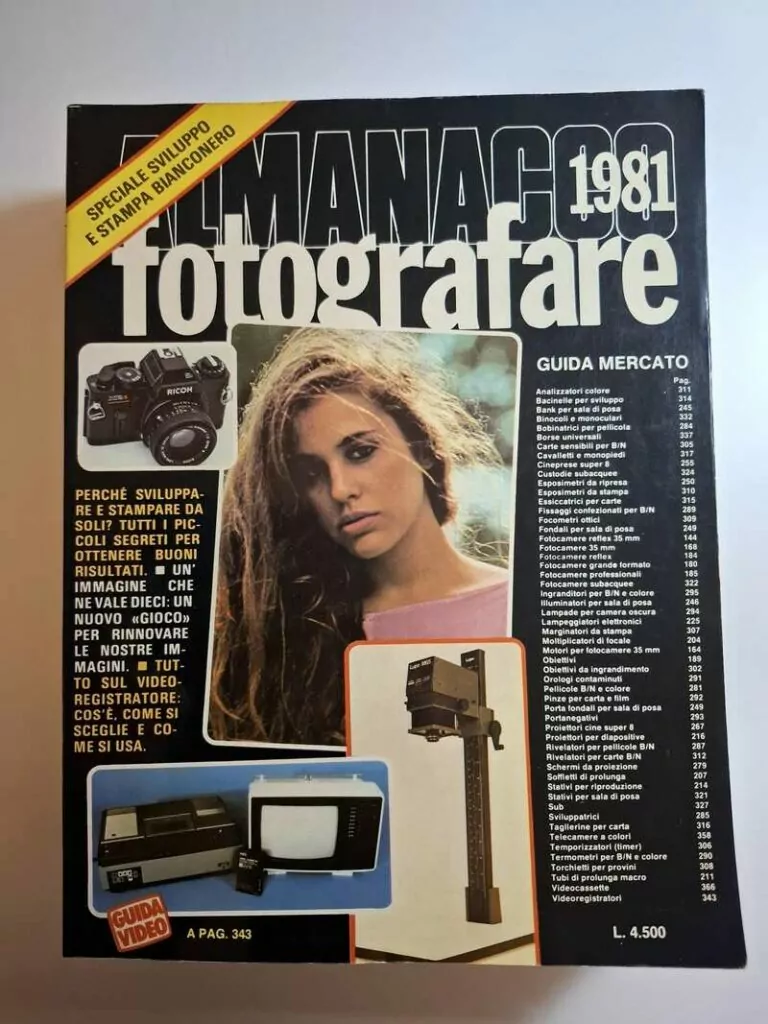 SPECIALE SVILUPPO
E STAMPA BIANCONERO
ALMANACCO
1981
fotografare
RICOH
PERCHÉ SVILUPPA-
RE E STAMPARE DA
SOLI? TUTTI I PIC-
COLI SEGRETI PER
OTTENERE BUONI
RISULTATI. ■ UN'
IMMAGINE CHE
NE VALE DIECI: UN
NUOVO «GIOCO»
PER RINNOVARE
LE NOSTRE IM-
MAGINI. ■ TUT-
TO SUL VIDEO-
REGISTRATORE:
COS'È, COME SI
SCEGLIE E CO-
ME SI USA.
GUIDA MERCATO
Pag.
Analizzatori colore 311
Bacinelle per sviluppo 314
Bank per sala di posa 245
Binocoli e monoculari 332
Bobinatrici per pellicola 284
Borse universali 337
Carte sensibili per B/N 305
Cavalletti e monopiedi 317
Cineprese super 8 255
Custodie subacquee 324
Esposimetri da ripresa 250
Esposimetri da stampa 310
Essiccatrici per carte 315
Fissaggi confezionati per B/N 289
Focometri ottici 309
Fondali per sala di posa 249
Fotocamere reflex 35 mm 144
Fotocamere 35 mm 168
Fotocamere reflex 184
Fotocamere grande formato 180
Fotocamere professionali 185
Fotocamere subacquee 322
Ingranditori per B/N e colore 295
Illuminatori per sala di posa 246
Lampade per camera oscura 294
Lampeggiatori elettronici 225
Marginatori da stampa 307
Moltiplicatori di focale 204
Motori per fotocamere 35 mm 164
Obiettivi 189
Obiettivi da ingrandimento 302
Orologi contaminuti 291
Pellicole B/N e colore 281
Pinze per carta e film 292
Porta fondali per sala di posa 249
Portanegativi 293
Proiettori cine super 8 267
Proiettori per diapositive 216
Rivelatori per pellicole B/N 287
Rivelatori per carte B/N 312
Schermi da proiezione 279
Soffietti di prolunga 207
Stativi per riproduzione 214
Stativi per sala di posa 321
Sub 327
Sviluppatrici 285
Taglierine per carta 316
Telecamere a colori 358
Temporizzatori (timer) 306
Termometri per B/N e colore 290
Torchietti per provini 308
Tubi di prolunga macro 211
Videocassette 366
Videoregistratori 343
GUIDA
VIDEO
A PAG. 343
L. 4.500